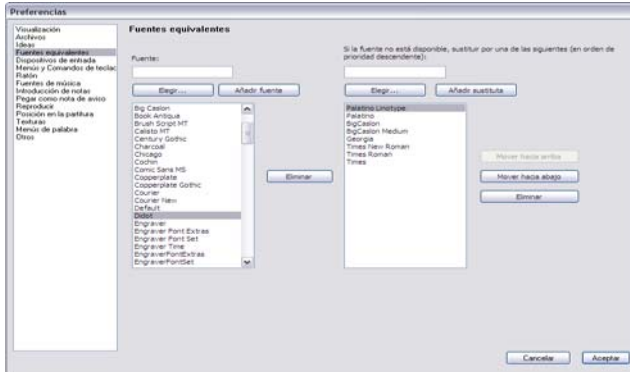 Preferencias
Visualización
Archivos
Ideas
Fuentes equivalentes
Dispositivos de entrada
Menús y Comandos de teclac
Ratón
Fuentes de música
Introducción de notas
Pegar como nota de aviso
Reproducir
Posición en la partitura
Texturas
Menús de palabra
Otros
Fuentes equivalentes
Fuente:
Elegir...
Añadir fuente
Big Caslon
Book Antiqua
Brush Script MT
Calisto MT
Century Gothic
Charcoal
Chicago
Cochin
Comic Sans MS
Copperplate
Copperplate Gothic
Courier
Courier New
Default
Didot
Engraver
Engraver Font Extras
Engraver Font Set
Engraver Time
EngraverFontExtras
EngraverFontSet
Eliminar
Si la fuente no está disponible, sustituir por una de las siguientes (en orden de
prioridad descendente):
Elegir...
Añadir sustituta
Palatino Linotype
Palatino
BigCaslon
BigCaslon Medium
Georgia
Times New Roman
Times Roman
Times
Mover hacia arriba
Mover hacia abajo
Eliminar
Cancelar
Aceptar